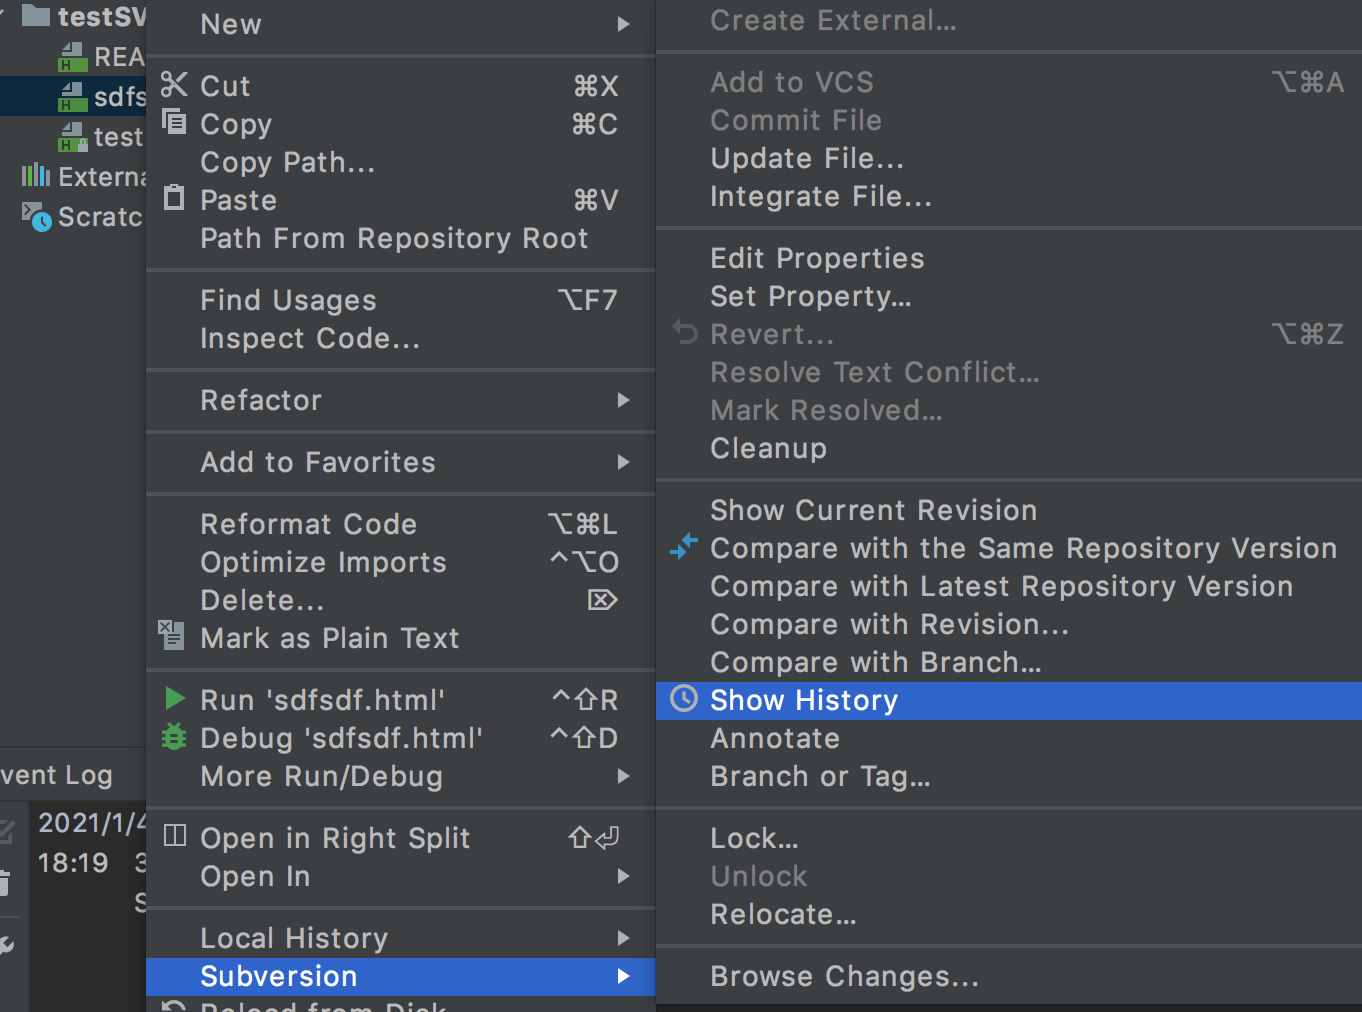 testSV
REA
sdfs
test
Externa
Scratc
vent Log
2021/1/4
18:19 3
S
New
Cut ⌘X
Copy ⌘C
Copy Path...
Paste ⌘V
Path From Repository Root
Find Usages ⌥F7
Inspect Code...
Refactor
Add to Favorites
Reformat Code ⌥⌘L
Optimize Imports ^⌥O
Delete... ⌦
Mark as Plain Text
Run 'sdfsdf.html' ^⇧R
Debug 'sdfsdf.html' ^⇧D
More Run/Debug
Open in Right Split ⇧⏎
Open In
Local History
Subversion
Reload from Disk
Create External...
Add to VCS ⌥⌘A
Commit File
Update File...
Integrate File...
Edit Properties
Set Property...
Revert... ⌥⌘Z
Resolve Text Conflict...
Mark Resolved...
Cleanup
Show Current Revision
Compare with the Same Repository Version
Compare with Latest Repository Version
Compare with Revision...
Compare with Branch...
Show History
Annotate
Branch or Tag...
Lock...
Unlock
Relocate...
Browse Changes...